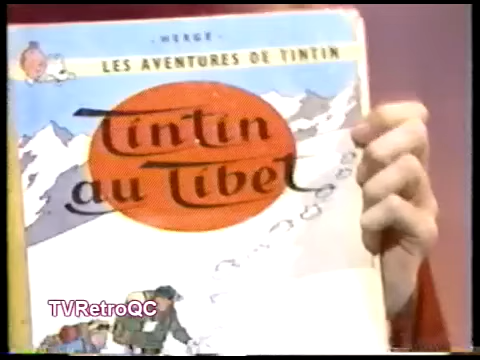 - HERGÉ -
LES AVENTURES DE TINTIN
Tintin
au Tibet
TVRetroQC